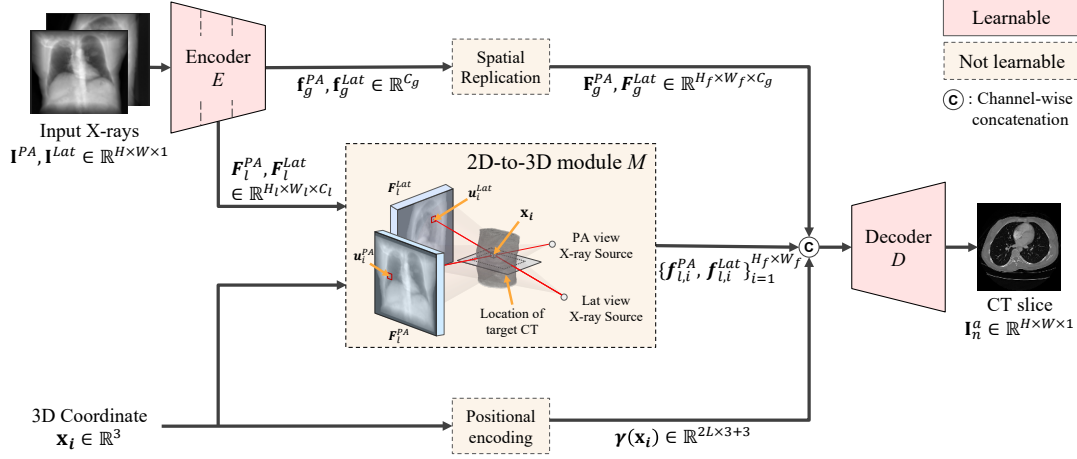 Learnable
Not learnable
C : Channel-wise
concatenation
Encoder
E
Input X-rays
I^{PA}, I^{Lat} ∈ ℝ^{H×W×1}
f_g^{PA}, f_g^{Lat} ∈ ℝ^{C_g}
Spatial
Replication
F_g^{PA}, F_g^{Lat} ∈ ℝ^{H_f×W_f×C_g}
F_l^{PA}, F_l^{Lat}
∈ ℝ^{H_l×W_l×C_l}
2D-to-3D module M
F_l^{Lat}
u_i^{Lat}
x_i
u_i^{PA}
PA view
X-ray Source
Lat view
X-ray Source
Location of
target CT
F_l^{PA}
{f_{l,i}^{PA}, f_{l,i}^{Lat}}_{i=1}^{H_f×W_f}
C
Decoder
D
CT slice
I_n^a ∈ ℝ^{H×W×1}
3D Coordinate
x_i ∈ ℝ^3
Positional
encoding
γ(x_i) ∈ ℝ^{2L×3+3}